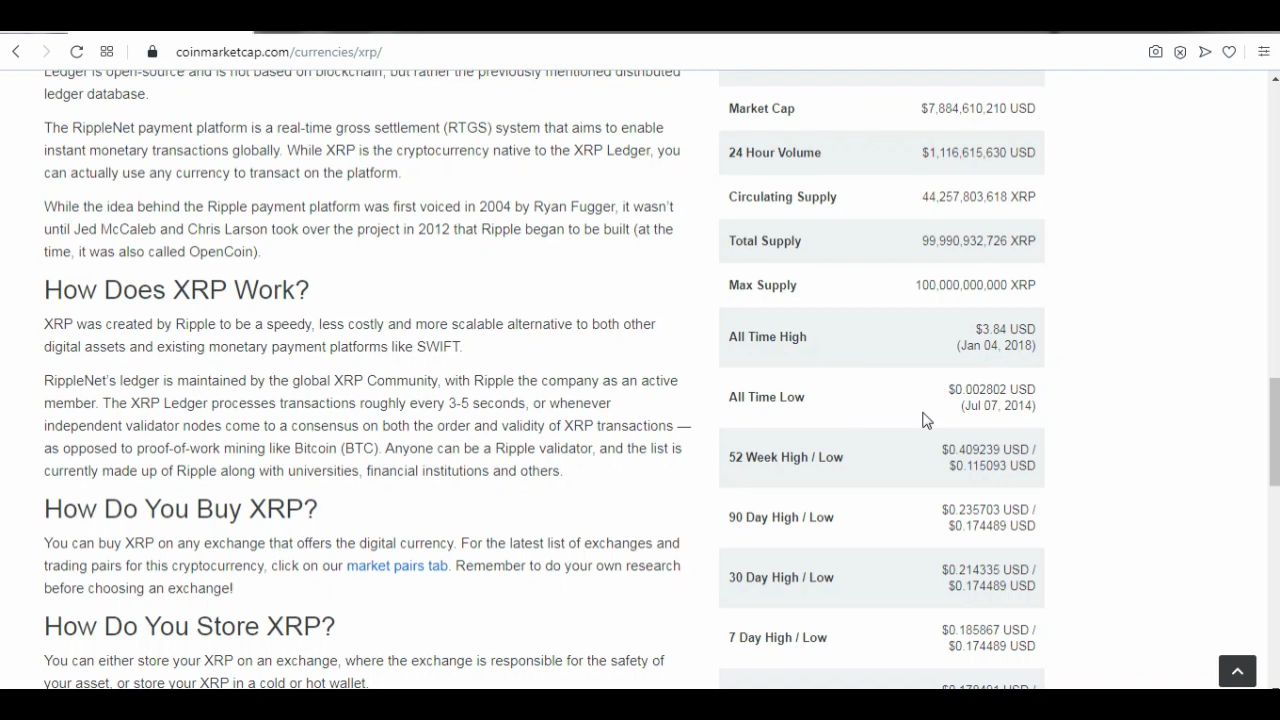 coinmarketcap.com/currencies/xrp/
Ledger is open-source and is not based on blockchain, but rather the previously mentioned distributed
ledger database.
The RippleNet payment platform is a real-time gross settlement (RTGS) system that aims to enable
instant monetary transactions globally. While XRP is the cryptocurrency native to the XRP Ledger, you
can actually use any currency to transact on the platform.
While the idea behind the Ripple payment platform was first voiced in 2004 by Ryan Fugger, it wasn't
until Jed McCaleb and Chris Larson took over the project in 2012 that Ripple began to be built (at the
time, it was also called OpenCoin).
How Does XRP Work?
XRP was created by Ripple to be a speedy, less costly and more scalable alternative to both other
digital assets and existing monetary payment platforms like SWIFT.
RippleNet's ledger is maintained by the global XRP Community, with Ripple the company as an active
member. The XRP Ledger processes transactions roughly every 3-5 seconds, or whenever
independent validator nodes come to a consensus on both the order and validity of XRP transactions —
as opposed to proof-of-work mining like Bitcoin (BTC). Anyone can be a Ripple validator, and the list is
currently made up of Ripple along with universities, financial institutions and others.
How Do You Buy XRP?
You can buy XRP on any exchange that offers the digital currency. For the latest list of exchanges and
trading pairs for this cryptocurrency, click on our market pairs tab. Remember to do your own research
before choosing an exchange!
How Do You Store XRP?
You can either store your XRP on an exchange, where the exchange is responsible for the safety of
your asset, or store your XRP in a cold or hot wallet.
Market Cap $7,884,610,210 USD
24 Hour Volume $1,116,615,630 USD
Circulating Supply 44,257,803,618 XRP
Total Supply 99,990,932,726 XRP
Max Supply 100,000,000,000 XRP
All Time High $3.84 USD
(Jan 04, 2018)
All Time Low $0.002802 USD
(Jul 07, 2014)
52 Week High / Low $0.409239 USD /
$0.115093 USD
90 Day High / Low $0.235703 USD /
$0.174489 USD
30 Day High / Low $0.214335 USD /
$0.174489 USD
7 Day High / Low $0.185867 USD /
$0.174489 USD